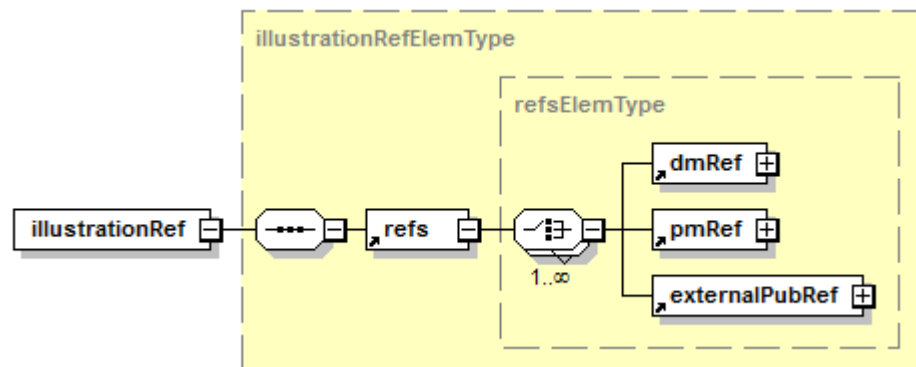 illustrationRefElemType
refsElemType
dmRef
illustrationRef
refs
pmRef
1..∞
externalPubRef